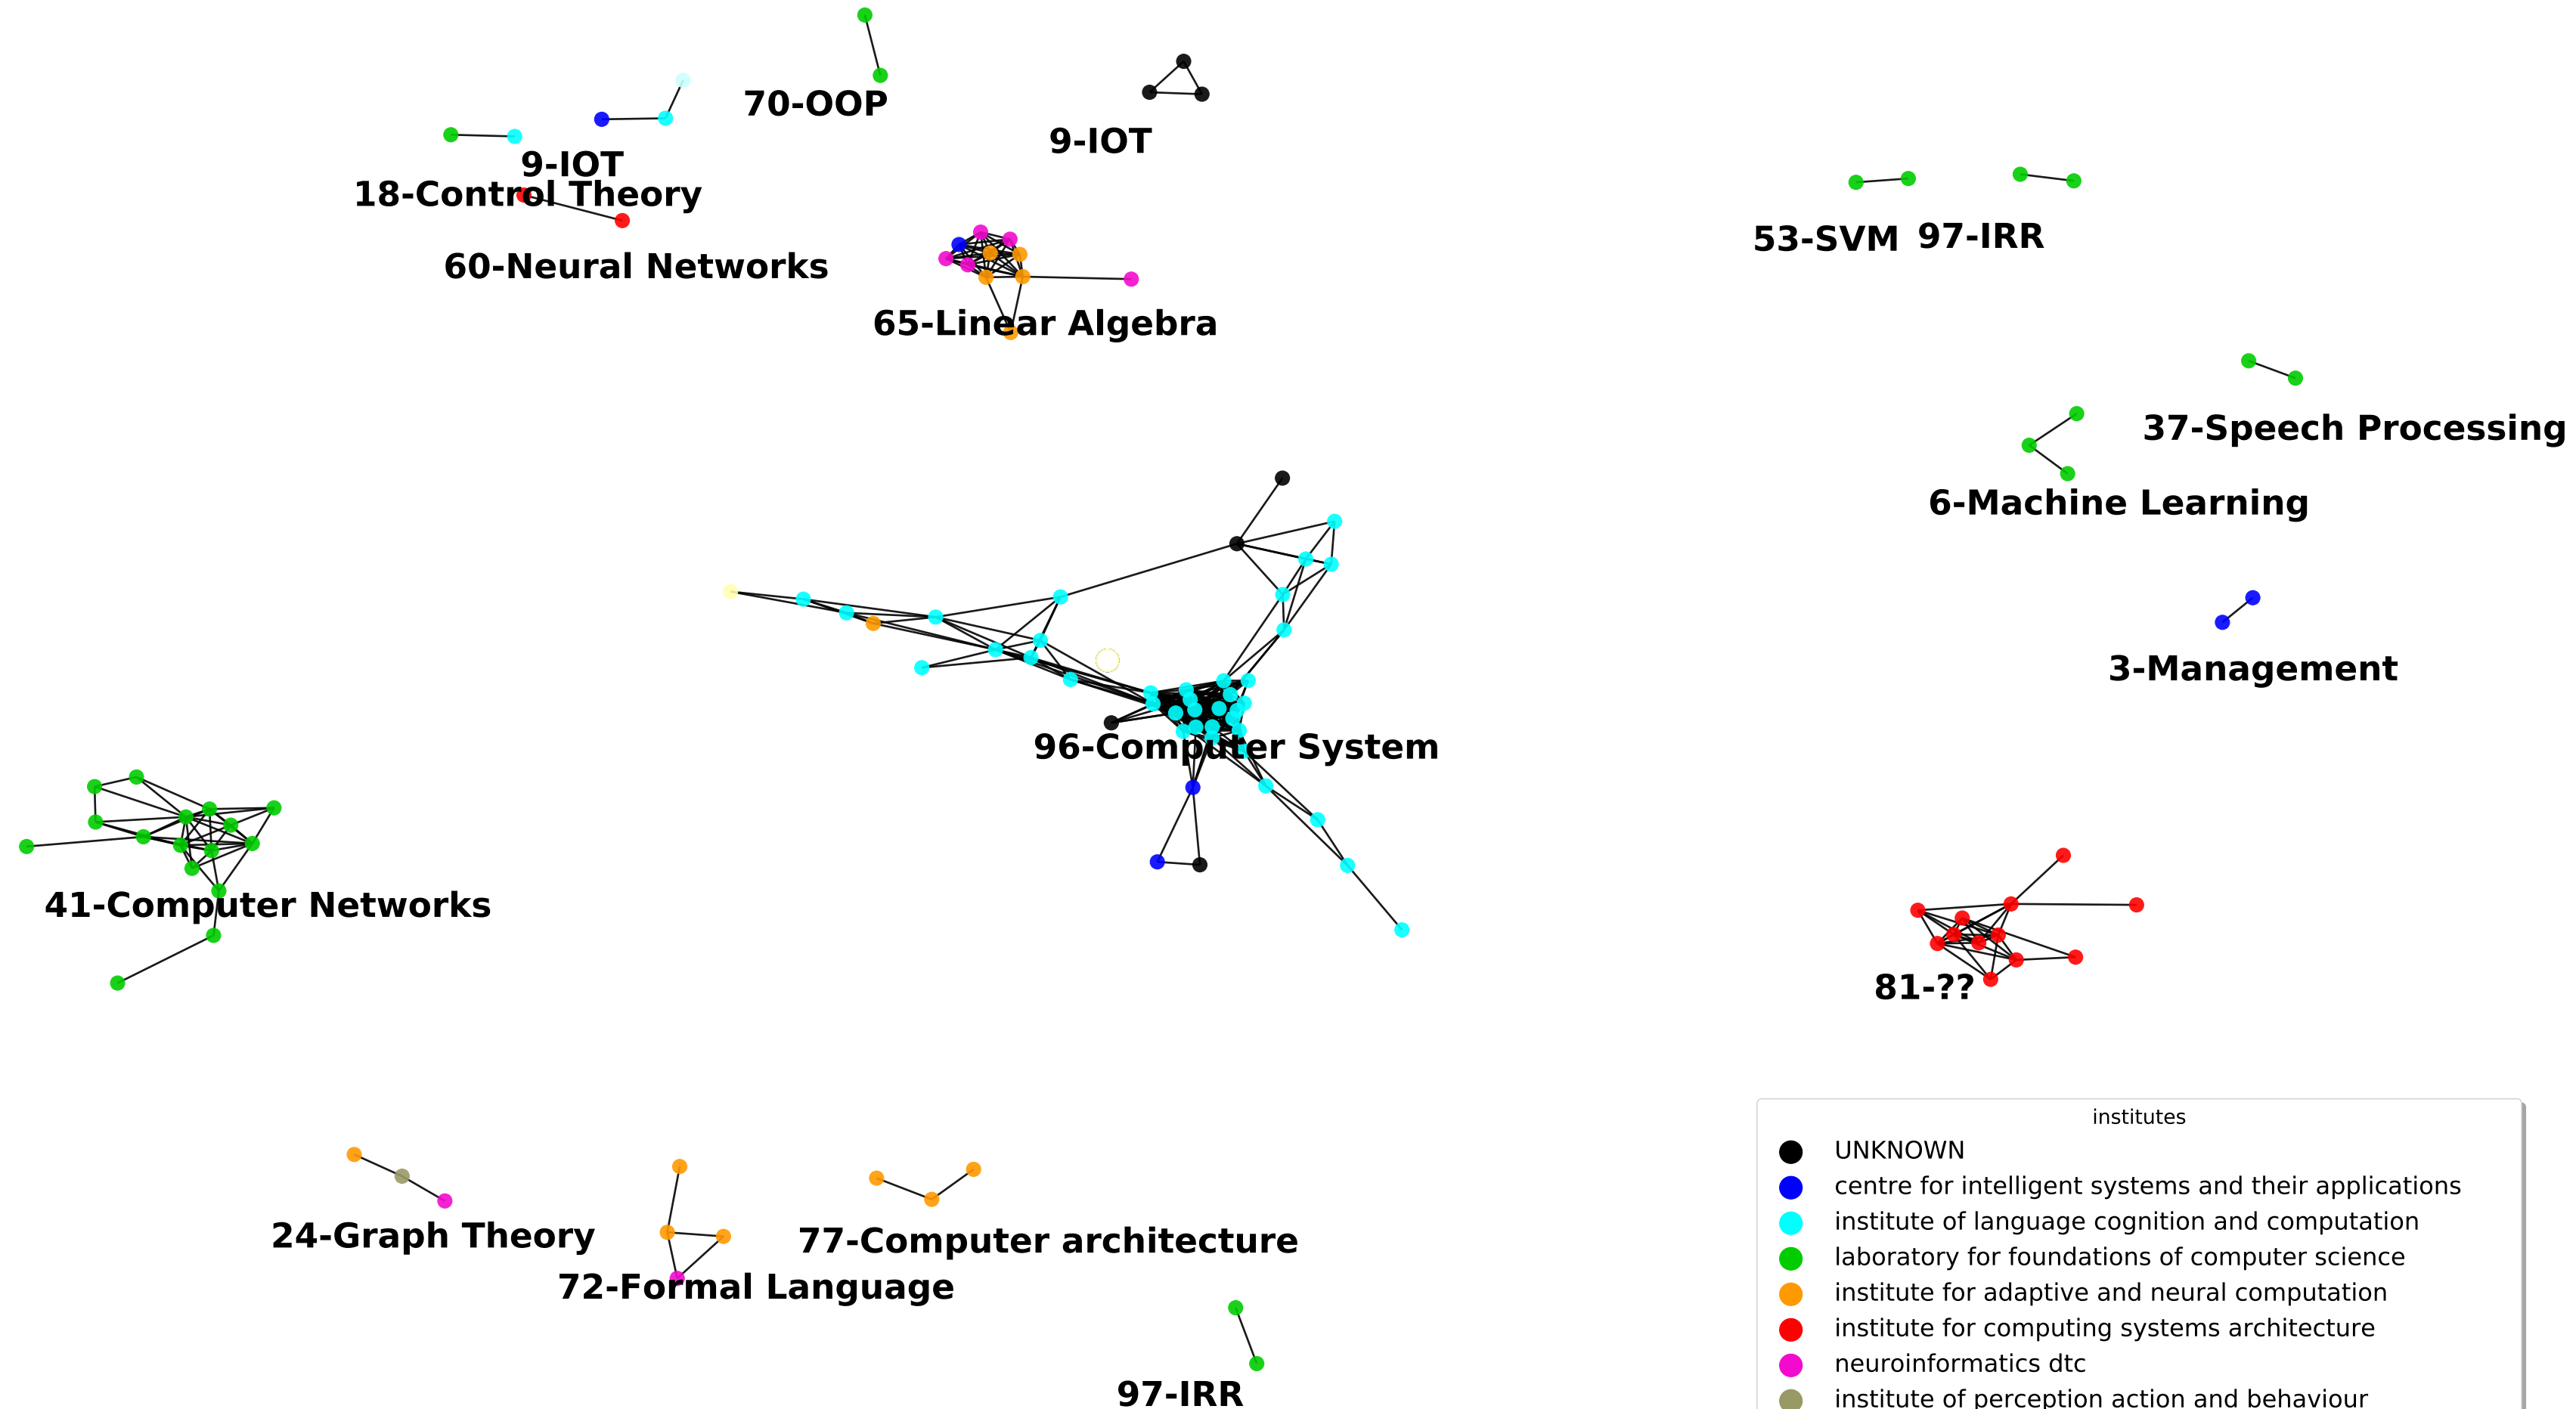 70-OOP
9-IOT
9-IOT
18-Control Theory
53-SVM
97-IRR
60-Neural Networks
65-Linear Algebra
37-Speech Processing
6-Machine Learning
3-Management
96-Computer System
41-Computer Networks
81-??
24-Graph Theory
77-Computer architecture
72-Formal Language
97-IRR
institutes
UNKNOWN
centre for intelligent systems and their applications
institute of language cognition and computation
laboratory for foundations of computer science
institute for adaptive and neural computation
institute for computing systems architecture
neuroinformatics dtc
institute of perception action and behaviour